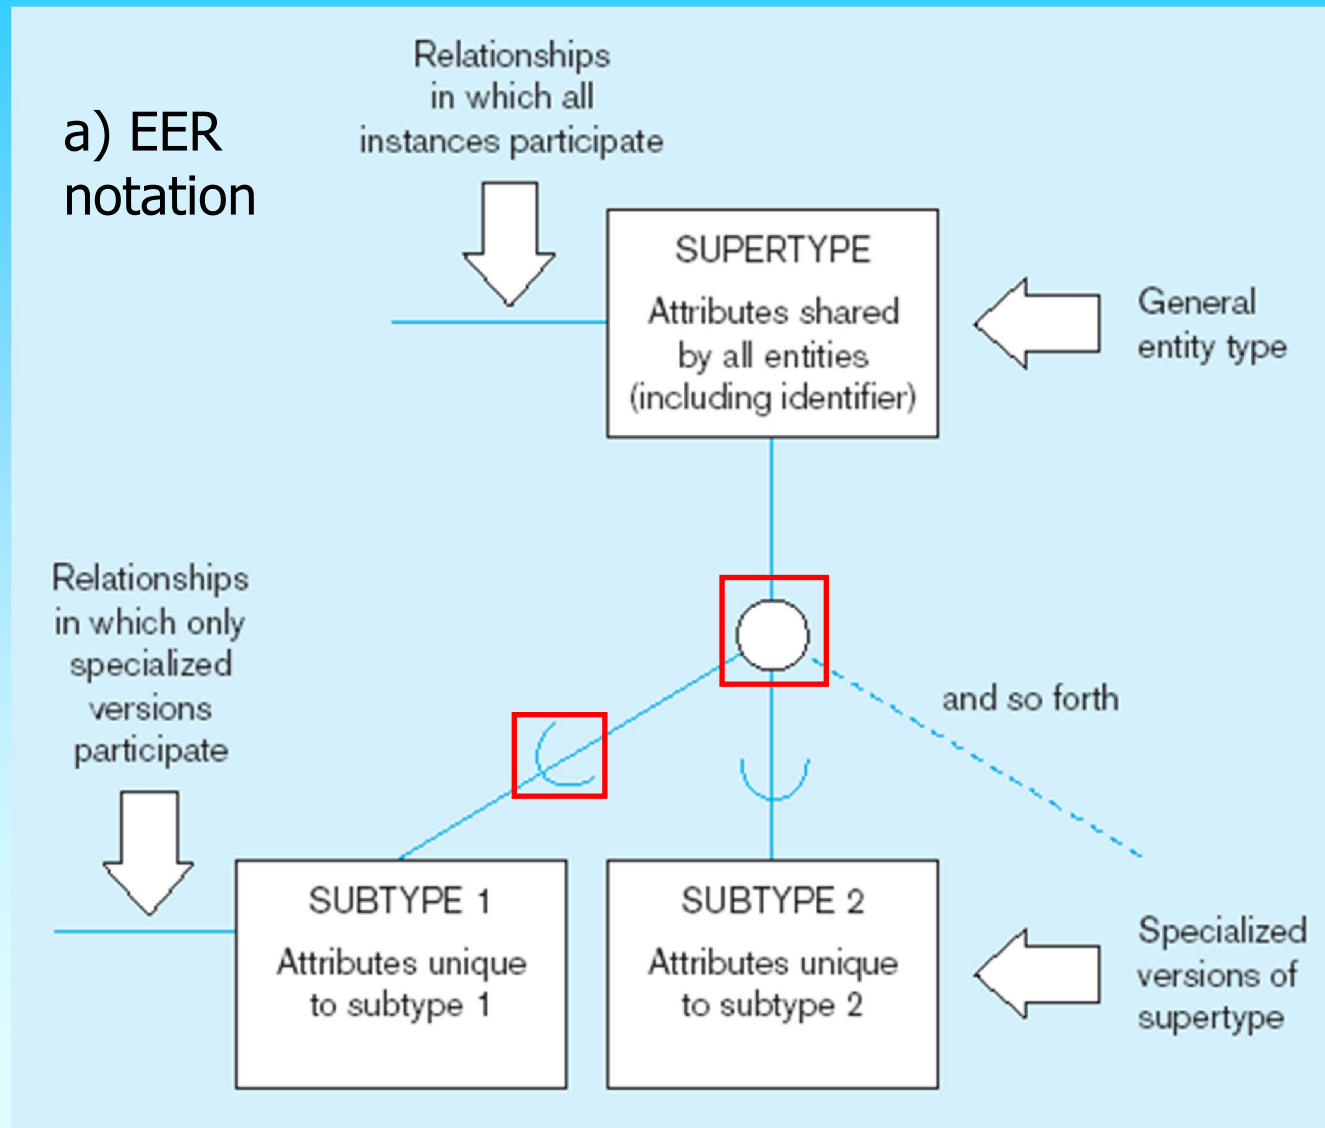 a) EER
notation
Relationships
in which all
instances participate
SUPERTYPE
Attributes shared
by all entities
(including identifier)
General
entity type
Relationships
in which only
specialized
versions
participate
and so forth
SUBTYPE 1
Attributes unique
to subtype 1
SUBTYPE 2
Attributes unique
to subtype 2
Specialized
versions of
supertype